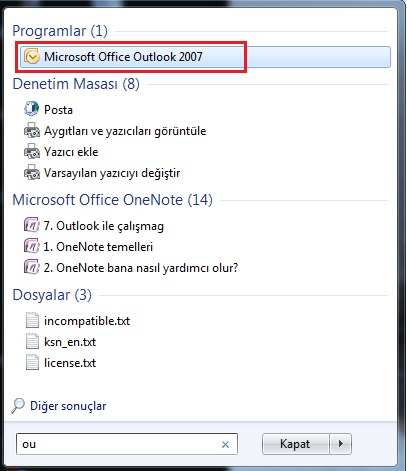 Programlar (1)
Microsoft Office Outlook 2007
Denetim Masası (8)
Posta
Aygıtları ve yazıcıları görüntüle
Yazıcı ekle
Varsayılan yazıcıyı değiştir
Microsoft Office OneNote (14)
7. Outlook ile çalışmag
1. OneNote temelleri
2. OneNote bana nasıl yardımcı olur?
Dosyalar (3)
incompatible.txt
ksn_en.txt
license.txt
Diğer sonuçlar
ou
Kapat